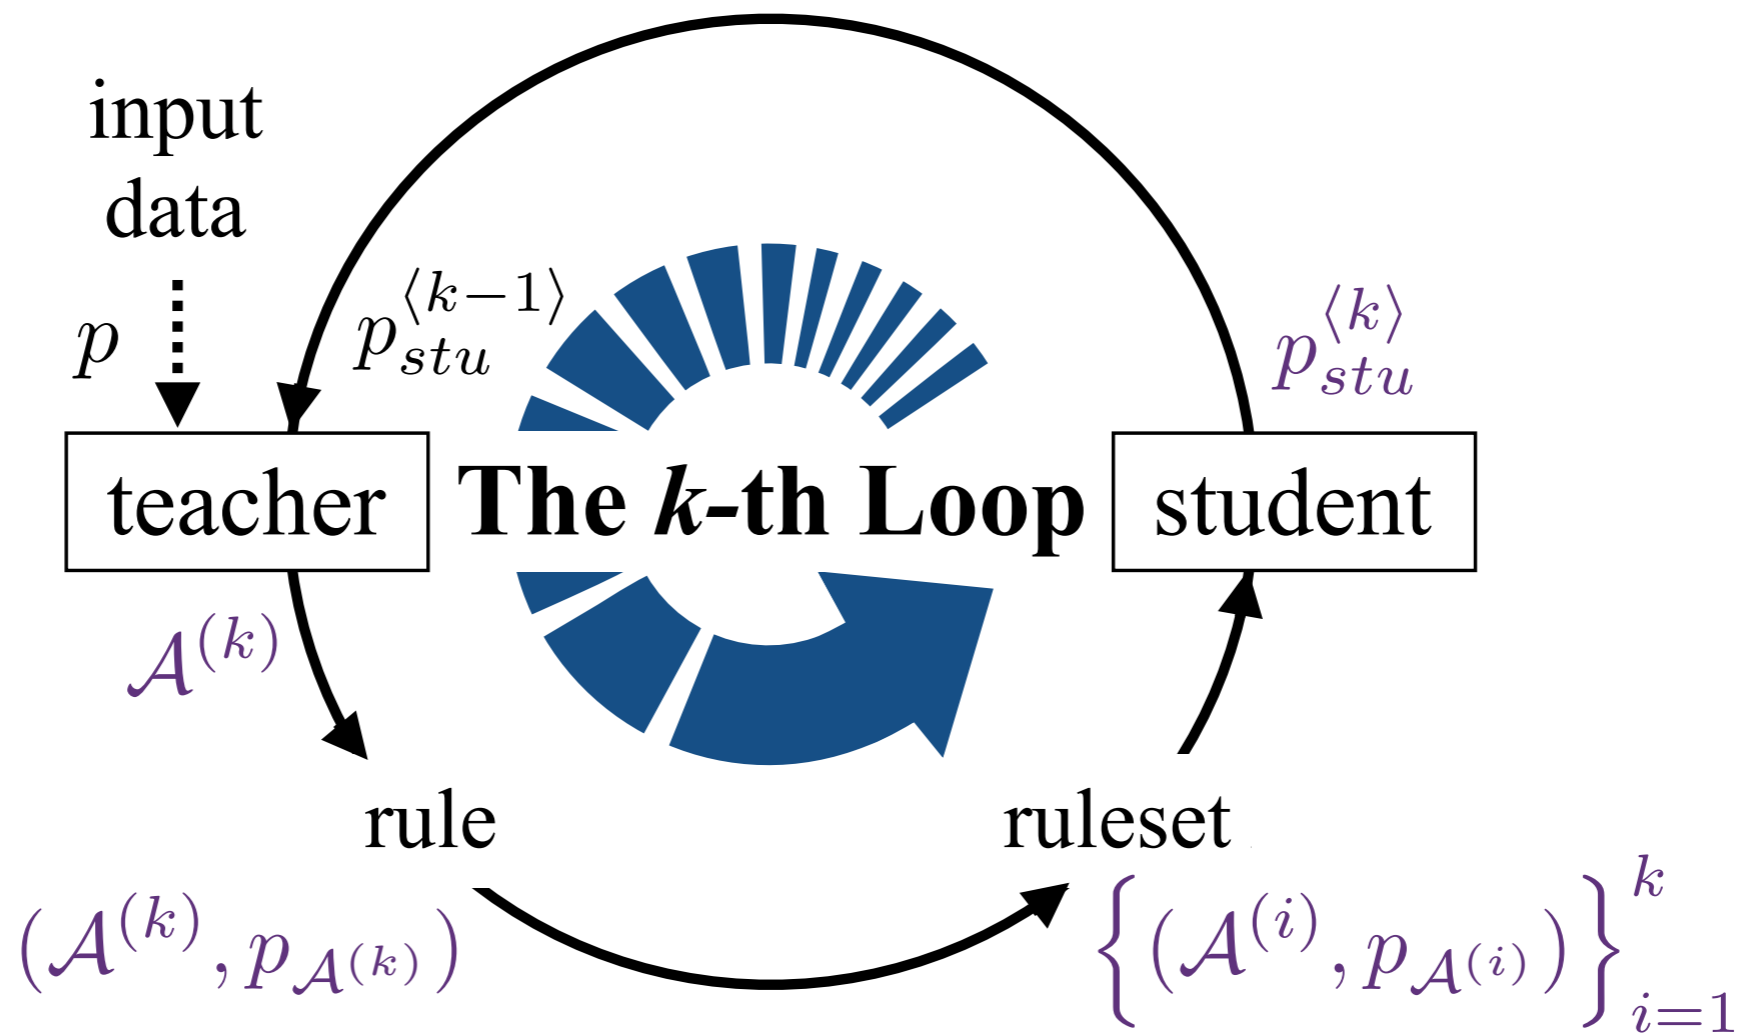 input
data
p
p_{stu}^{⟨k−1⟩}
p_{stu}^{⟨k⟩}
teacher
The k-th Loop
student
𝒜^{(k)}
rule
ruleset
(𝒜^{(k)}, p_{𝒜^{(k)}})
{(𝒜^{(i)}, p_{𝒜^{(i)}})}_{i=1}^{k}